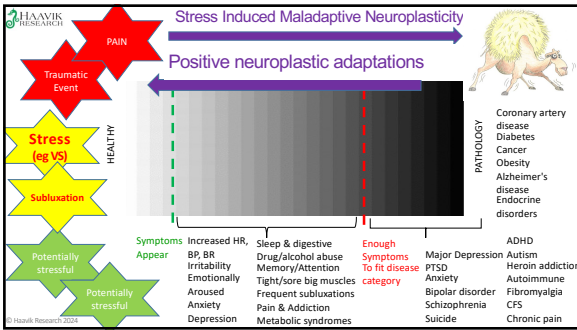 HAAVIK
RESEARCH
Stress Induced Maladaptive Neuroplasticity
PAIN
Positive neuroplastic adaptations
Traumatic
Event
Stress
(eg VS)
Subluxation
Potentially
stressful
Potentially
stressful
HEALTHY
PATHOLOGY
Coronary artery
disease
Diabetes
Cancer
Obesity
Alzheimer's
disease
Endocrine
disorders
Symptoms
Appear
Increased HR,
BP, BR
Irritability
Emotionally
Aroused
Anxiety
Depression
Sleep & digestive
Drug/alcohol abuse
Memory/Attention
Tight/sore big muscles
Frequent subluxations
Pain & Addiction
Metabolic syndromes
Enough
Symptoms
To fit disease
category
Major Depression
PTSD
Anxiety
Bipolar disorder
Schizophrenia
Suicide
ADHD
Autism
Heroin addiction
Autoimmune
Fibromyalgia
CFS
Chronic pain
© Haavik Research 2024